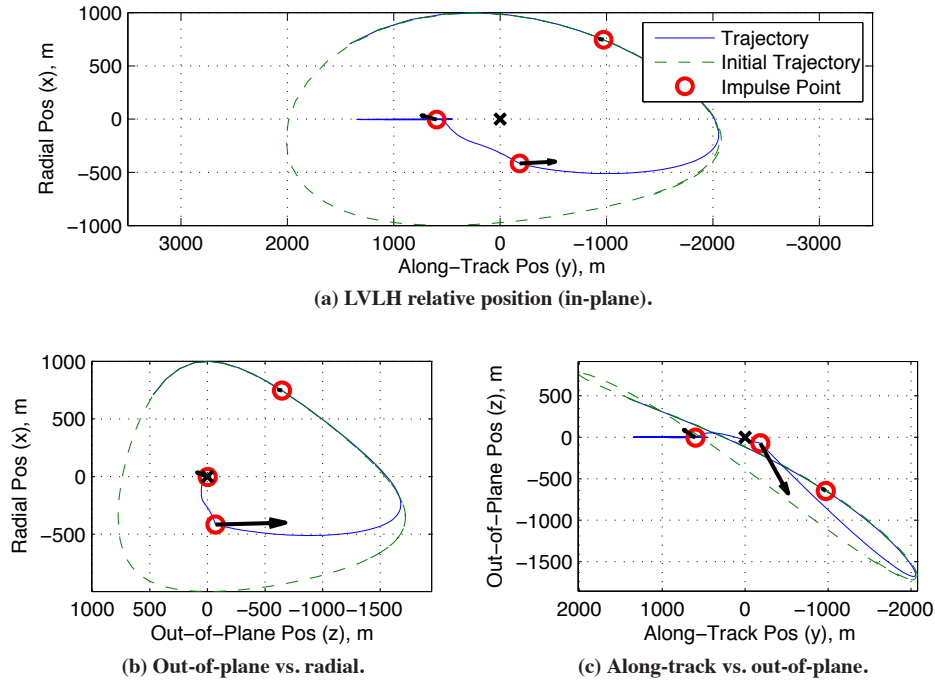 1000
500
0
−500
−1000
Radial Pos (x), m
3000 2000 1000 0 −1000 −2000 −3000
Along−Track Pos (y), m
Trajectory
Initial Trajectory
Impulse Point
(a) LVLH relative position (in-plane).
1000
500
0
−500
Radial Pos (x), m
1000 500 0 −500 −1000 −1500
Out−of−Plane Pos (z), m
(b) Out-of-plane vs. radial.
500
0
−500
−1000
−1500
Out−of−Plane Pos (z), m
2000 1000 0 −1000 −2000
Along−Track Pos (y), m
(c) Along-track vs. out-of-plane.